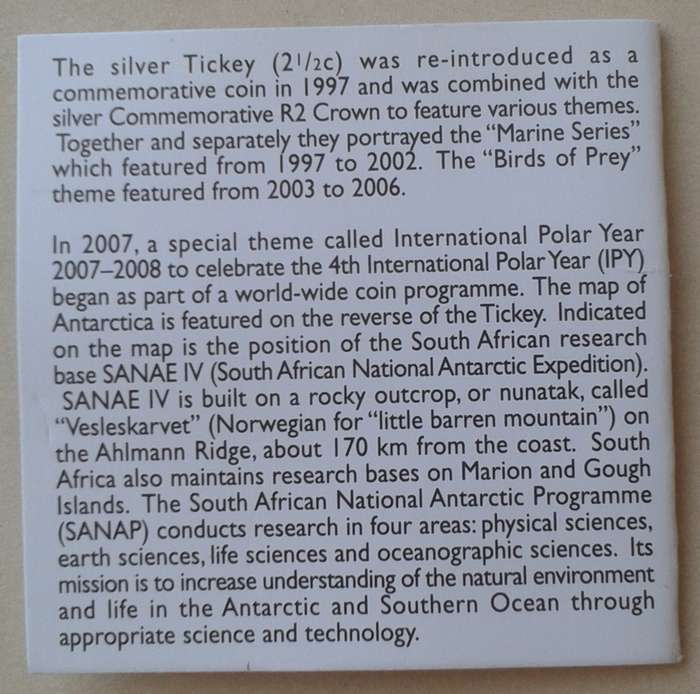 The silver Tickey (2¹/2c) was re-introduced as a
commemorative coin in 1997 and was combined with the
silver Commemorative R2 Crown to feature various themes.
Together and separately they portrayed the “Marine Series”
which featured from 1997 to 2002. The “Birds of Prey”
theme featured from 2003 to 2006.
In 2007, a special theme called International Polar Year
2007–2008 to celebrate the 4th International Polar Year (IPY)
began as part of a world-wide coin programme. The map of
Antarctica is featured on the reverse of the Tickey. Indicated
on the map is the position of the South African research
base SANAE IV (South African National Antarctic Expedition).
SANAE IV is built on a rocky outcrop, or nunatak, called
“Vesleskarvet” (Norwegian for “little barren mountain”) on
the Ahlmann Ridge, about 170 km from the coast. South
Africa also maintains research bases on Marion and Gough
Islands. The South African National Antarctic Programme
(SANAP) conducts research in four areas: physical sciences,
earth sciences, life sciences and oceanographic sciences. Its
mission is to increase understanding of the natural environment
and life in the Antarctic and Southern Ocean through
appropriate science and technology.